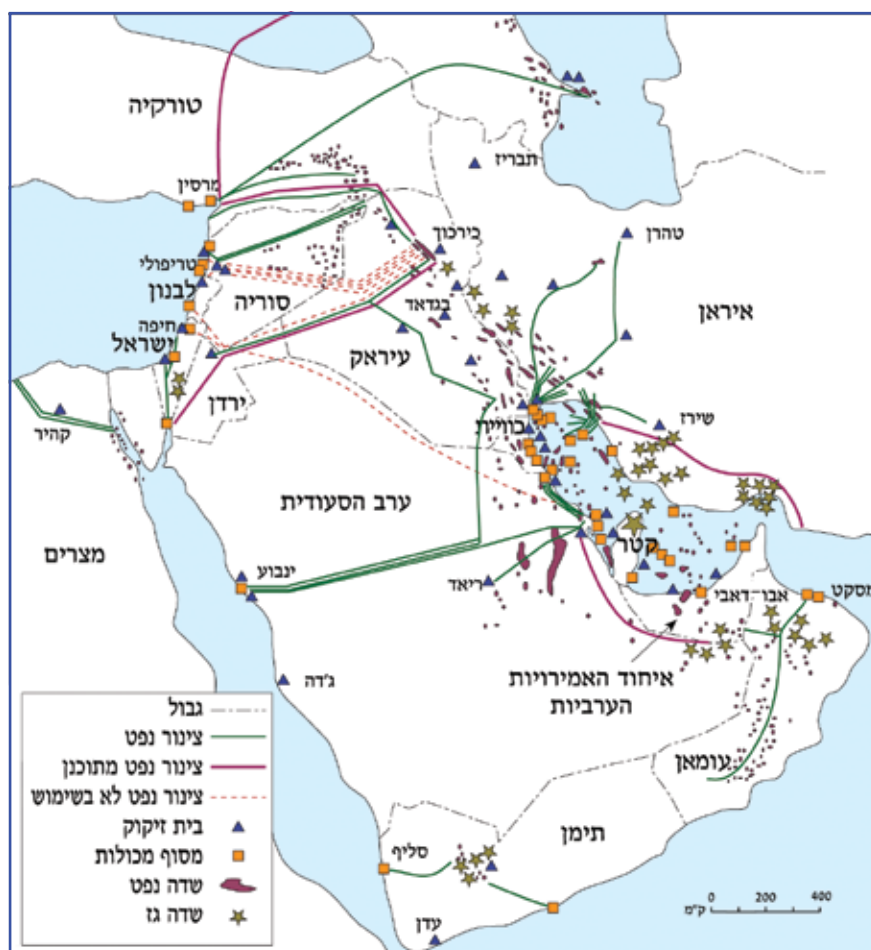 טורקיה
תבריז
מרסין
טהרן
כירכוך
טריפולי
לבנון
סוריה
בגדאד
איראן
חיפה
ישראל
עיראק
ירדן
שירז
כוויית
קהיר
ערב הסעודית
מצרים
קטר
ינבוע
ריאד
אבו-דאבי
מסקט
איחוד האמירויות
הערביות
ג'דה
עומאן
תימן
סליף
עדן
גבול
צינור נפט
צינור נפט מתוכנן
צינור נפט לא בשימוש
בית זיקוק
מסוף מכולות
שדה נפט
שדה גז
0 200 400
ק"מ